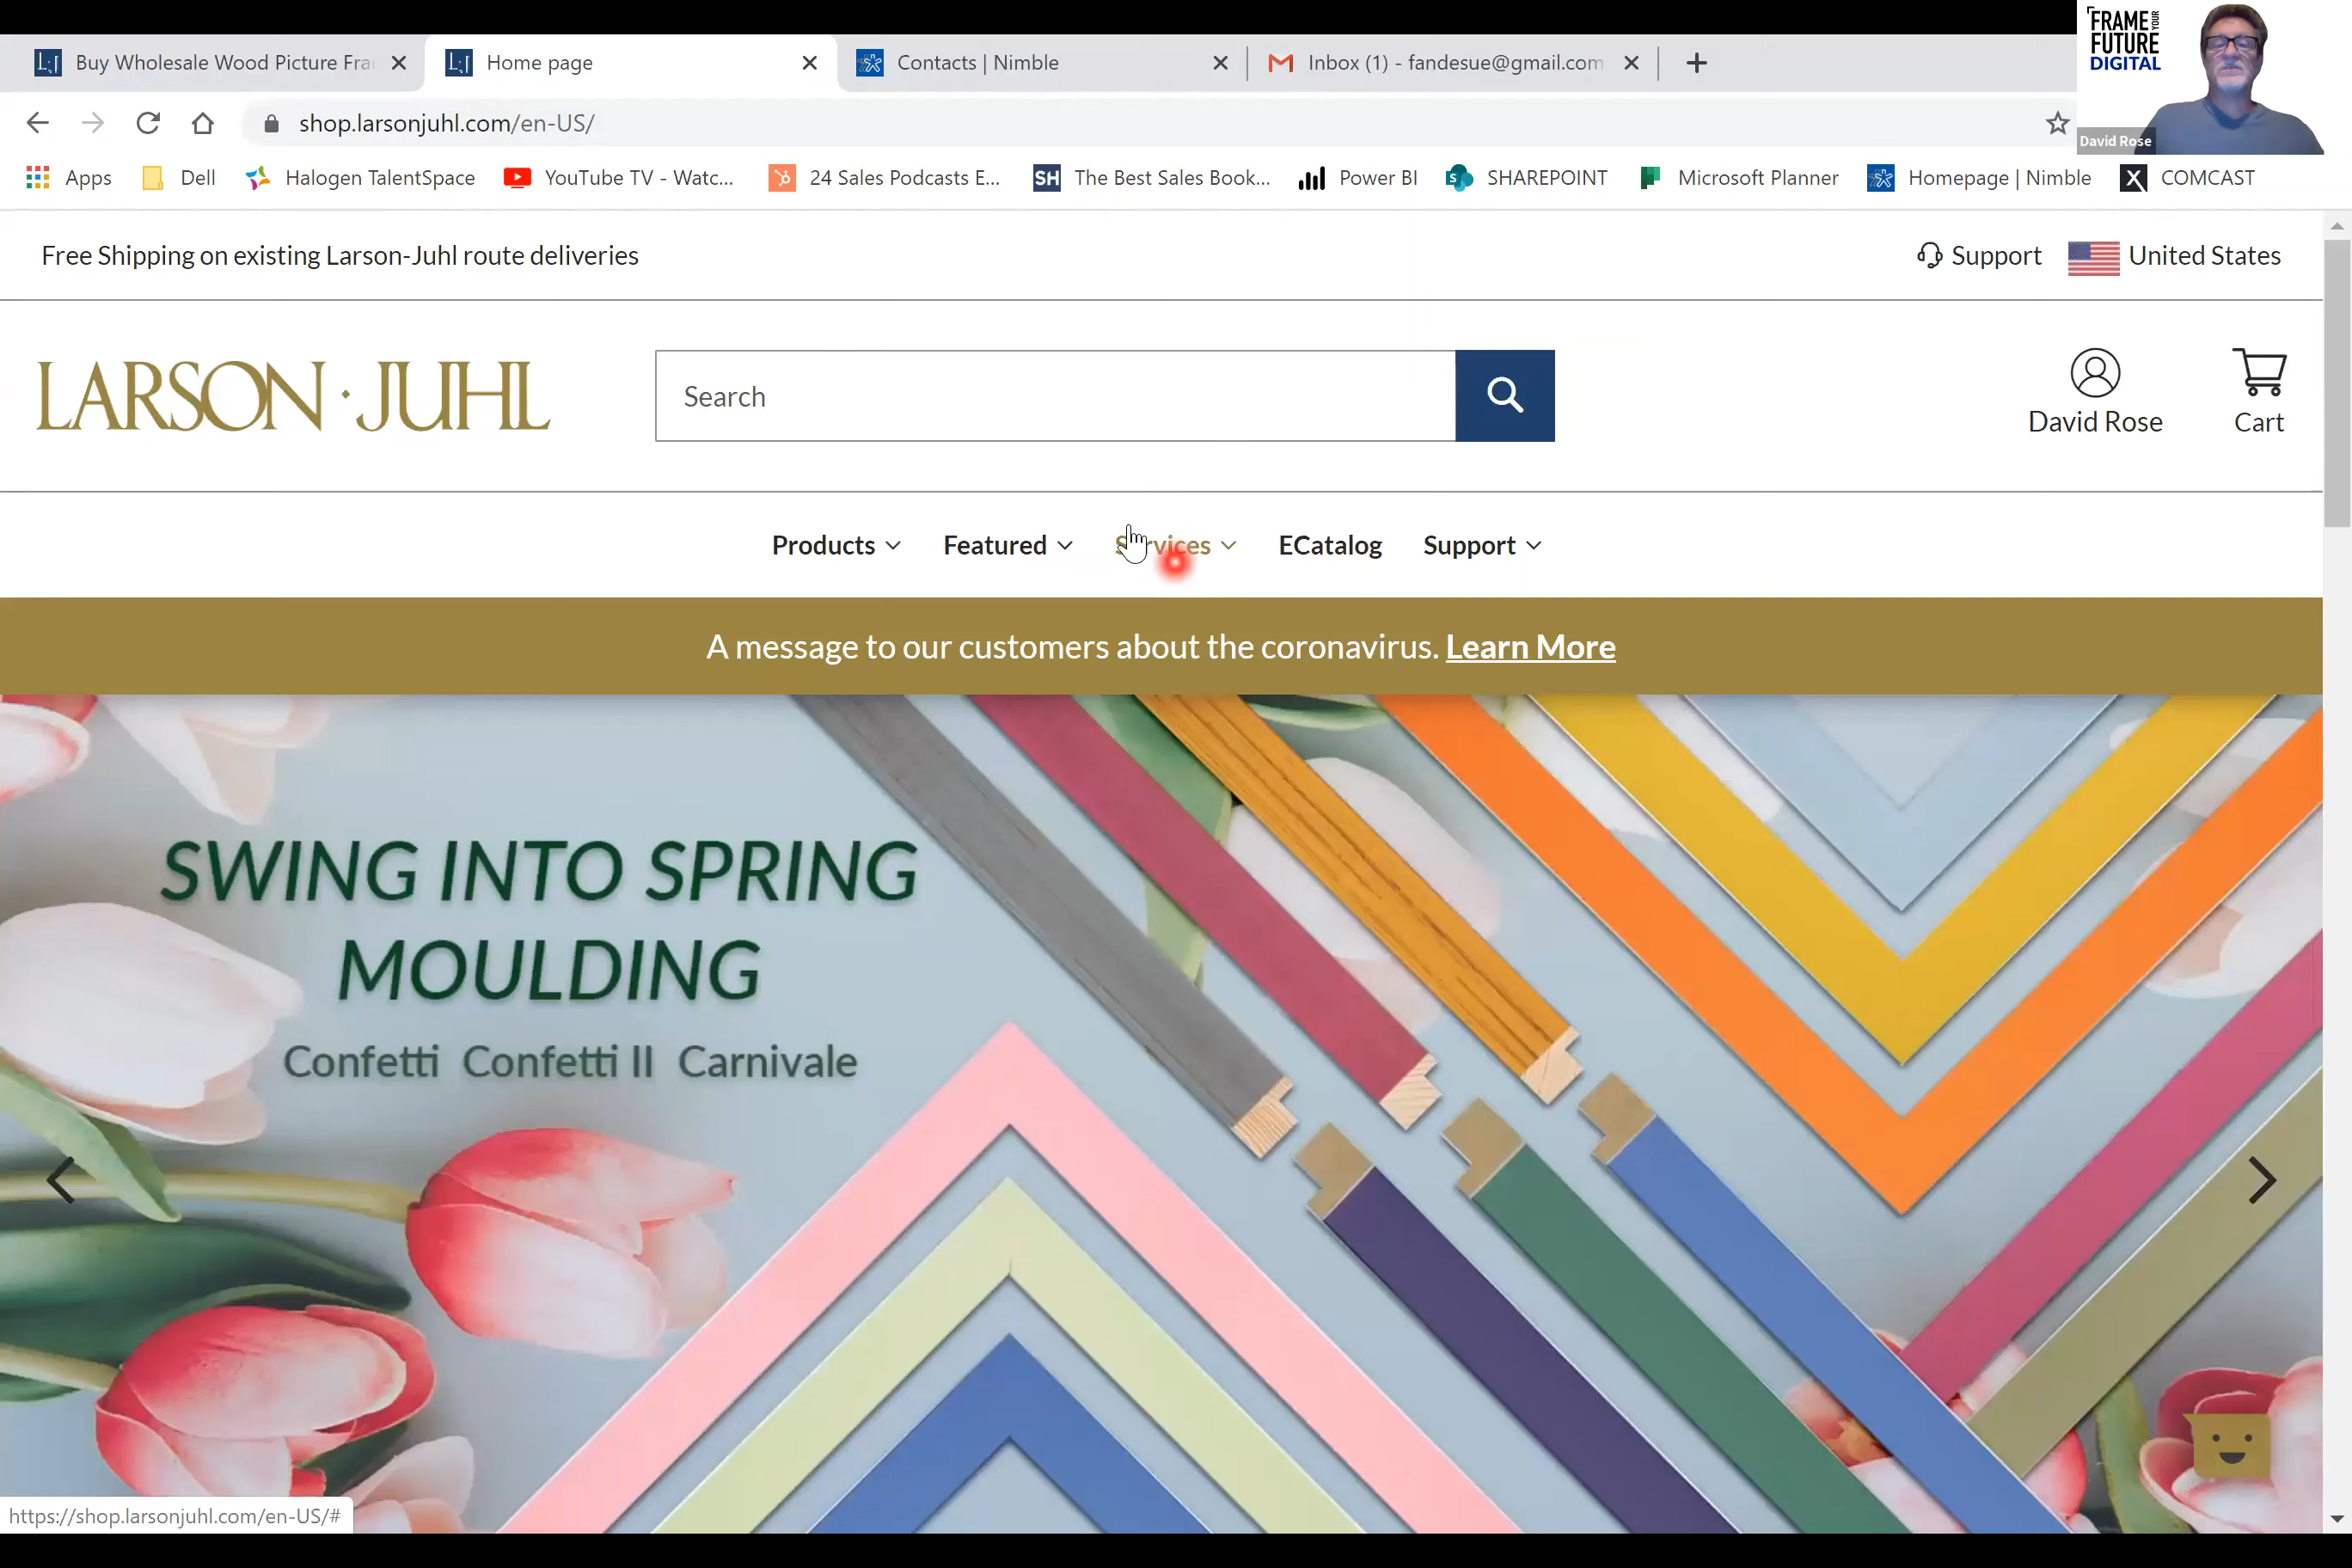 Buy Wholesale Wood Picture Fra
Home page
Contacts | Nimble
Inbox (1) - fandesue@gmail.com
FRAME YOUR
FUTURE
DIGITAL
David Rose
shop.larsonjuhl.com/en-US/
Apps
Dell
Halogen TalentSpace
YouTube TV - Watc...
24 Sales Podcasts E...
SH
The Best Sales Book...
Power BI
SHAREPOINT
Microsoft Planner
Homepage | Nimble
X
COMCAST
Free Shipping on existing Larson-Juhl route deliveries
Support
United States
LARSON·JUHL
Search
David Rose
Cart
Products
Featured
Services
ECatalog
Support
A message to our customers about the coronavirus. Learn More
SWING INTO SPRING
MOULDING
Confetti Confetti II Carnivale
https://shop.larsonjuhl.com/en-US/#